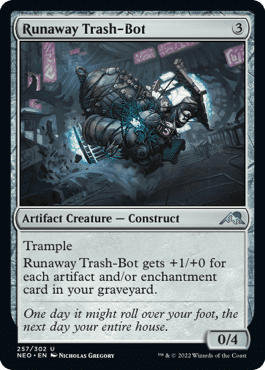 Runaway Trash-Bot 3
Artifact Creature — Construct
Trample
Runaway Trash-Bot gets +1/+0 for
each artifact and/or enchantment
card in your graveyard.
One day it might roll over your foot, the
next day your entire house.
0/4
257/302 U
NEO • EN Nicholas Gregory
™ & © 2022 Wizards of the Coast